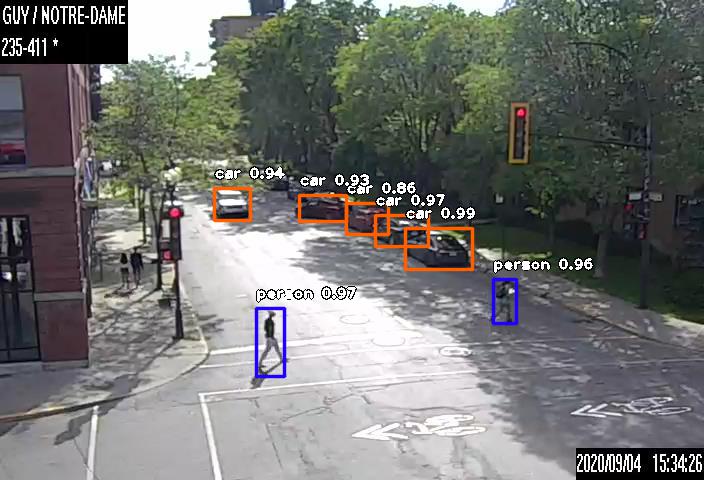 GUY / NOTRE-DAME
235-411 *
car 0.94
car 0.93
car 0.86
car 0.97
car 0.99
person 0.96
person 0.97
2020/09/04 15:34:26